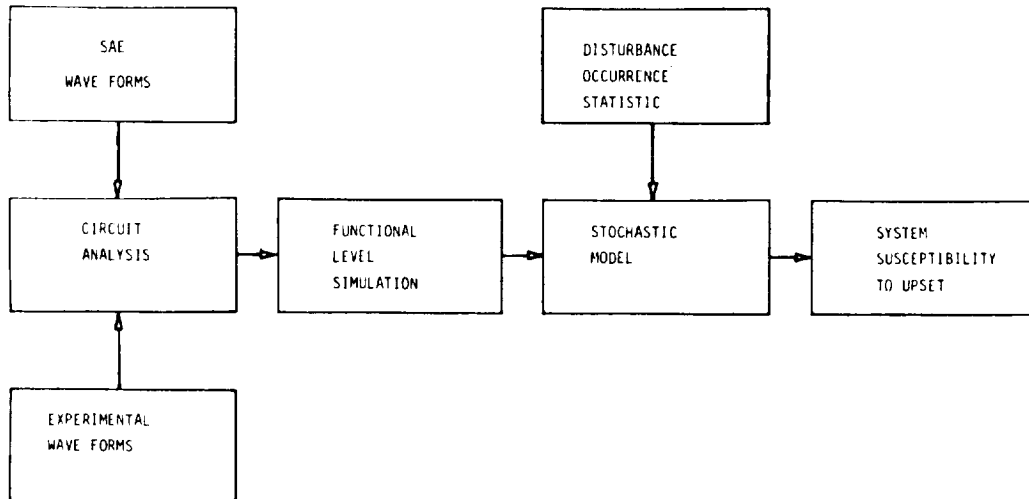 SAE
WAVE FORMS
DISTURBANCE
OCCURRENCE
STATISTIC
CIRCUIT
ANALYSIS
FUNCTIONAL
LEVEL
SIMULATION
STOCHASTIC
MODEL
SYSTEM
SUSCEPTIBILITY
TO UPSET
EXPERIMENTAL
WAVE FORMS